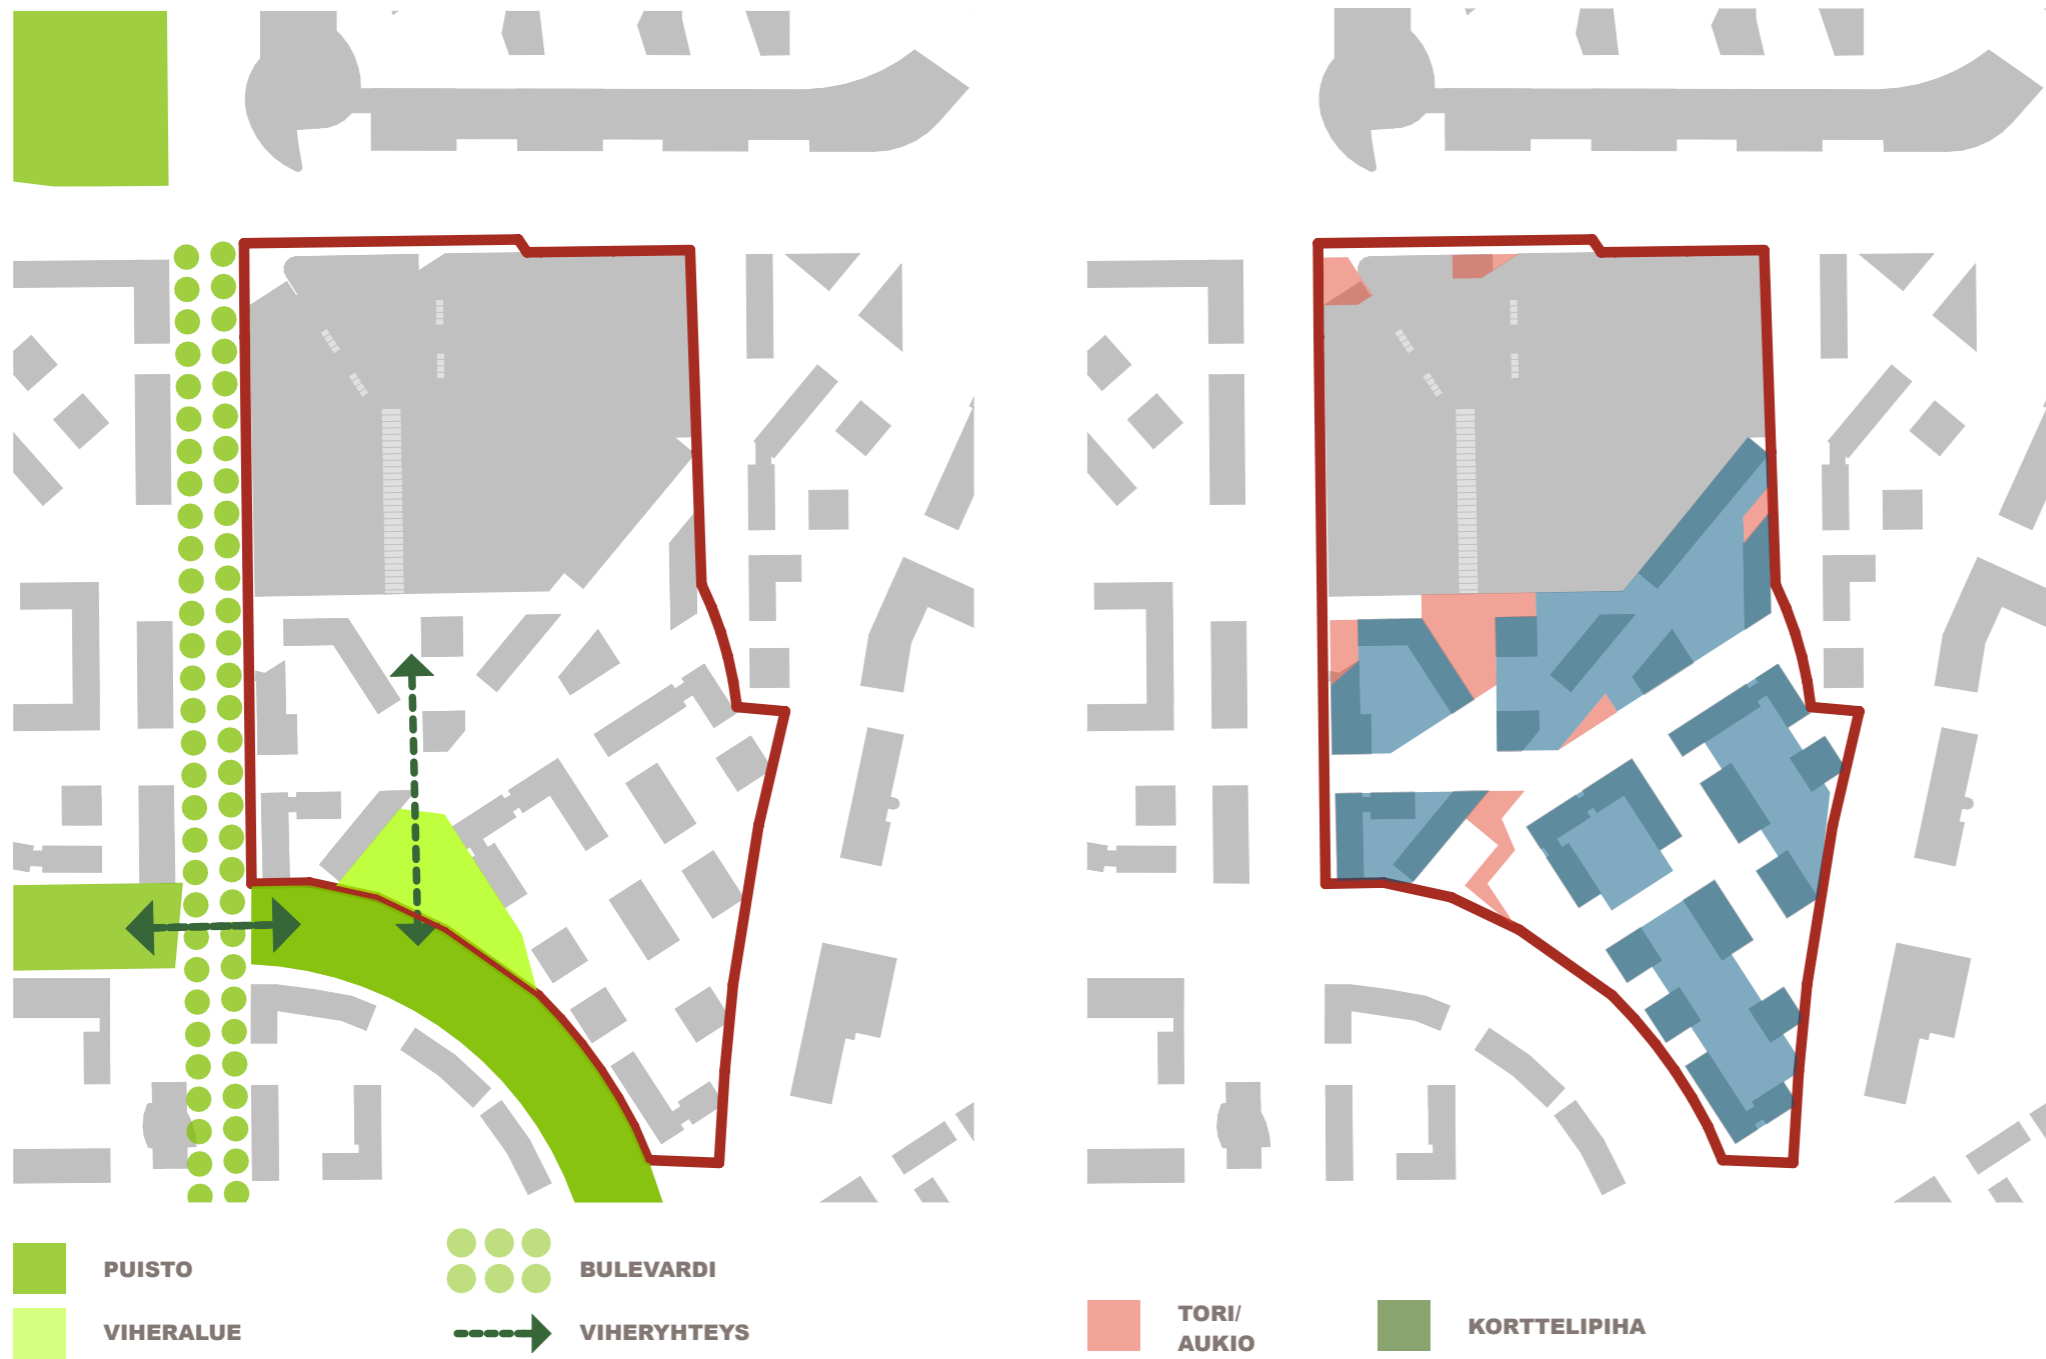 PUISTO
BULEVARDI
VIHERALUE
VIHERYHTEYS
TORI/
AUKIO
KORTTELIPIHA